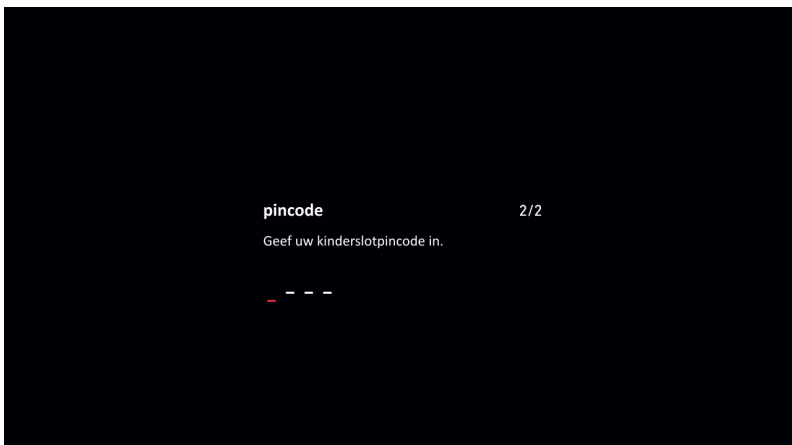 pincode 2/2
Geef uw kinderslotpincode in.
_ _ _ _